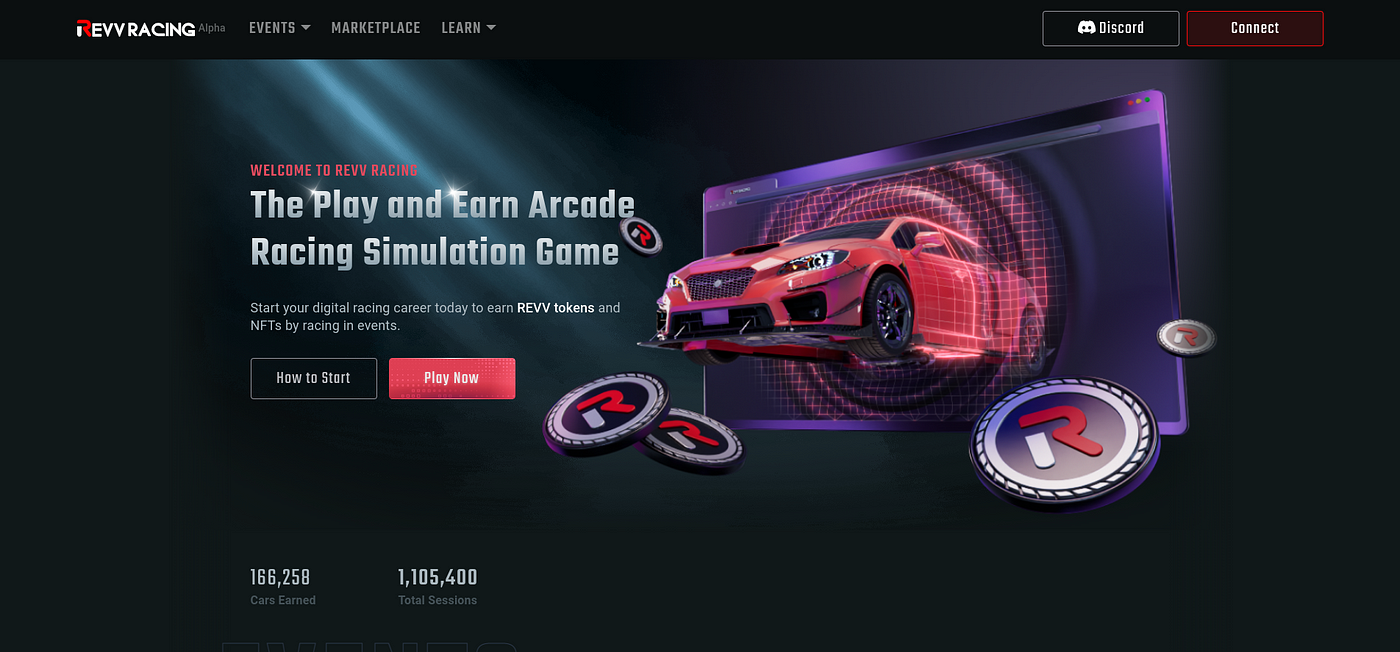 REVV RACING Alpha
EVENTS
MARKETPLACE
LEARN
Discord
Connect
WELCOME TO REVV RACING
The Play and Earn Arcade
Racing Simulation Game
Start your digital racing career today to earn REVV tokens and
NFTs by racing in events.
How to Start
Play Now
166,258
1,105,400
Cars Earned
Total Sessions
EVENTS